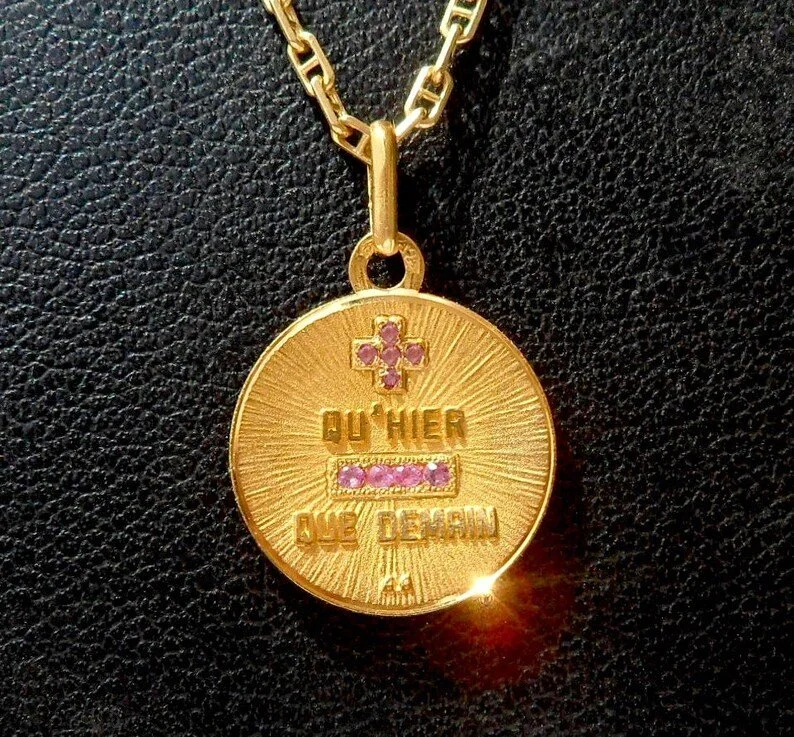 +
QU'HIER
-
QUE DEMAIN